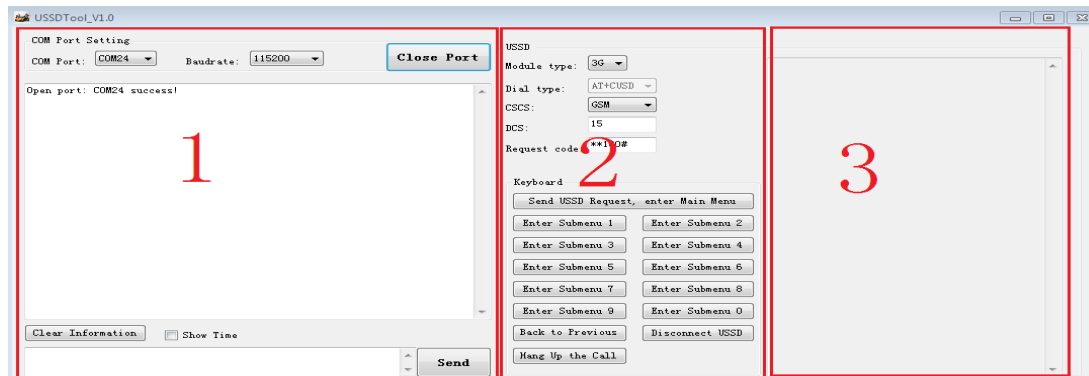 USSDTool_V1.0
COM Port Setting
COM Port: COM24 Baudrate: 115200 Close Port
Open port: COM24 success!
1
Clear Information Show Time
Send
USSD
Module type: 3G
Dial type: AT+CUSD
CSCS: GSM
DCS: 15
Request code
2
Keyboard
Send USSD Request, enter Main Menu
Enter Submenu 1 Enter Submenu 2
Enter Submenu 3 Enter Submenu 4
Enter Submenu 5 Enter Submenu 6
Enter Submenu 7 Enter Submenu 8
Enter Submenu 9 Enter Submenu 0
Back to Previous Disconnect USSD
Hang Up the Call
3